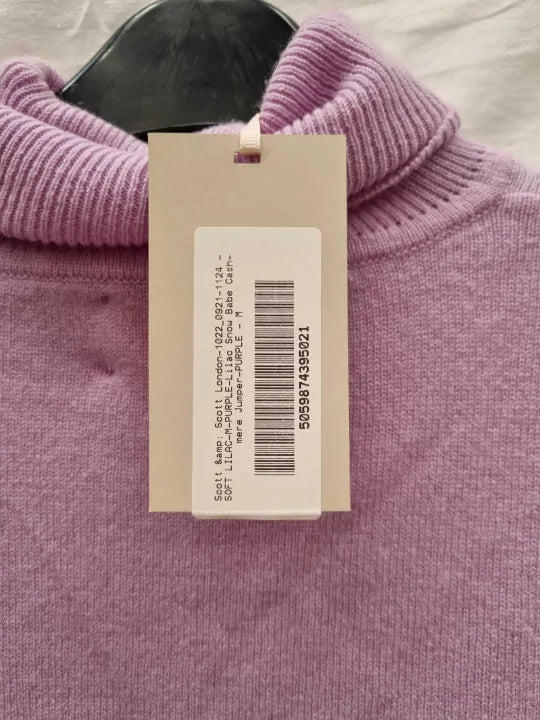 Scott &amp; Scott London-1022_0921-1124 -
SOFT LILAC-M-PURPLE-Lilac Snow Babe Cash-
mere Jumper-PURPLE - M
5059874395021